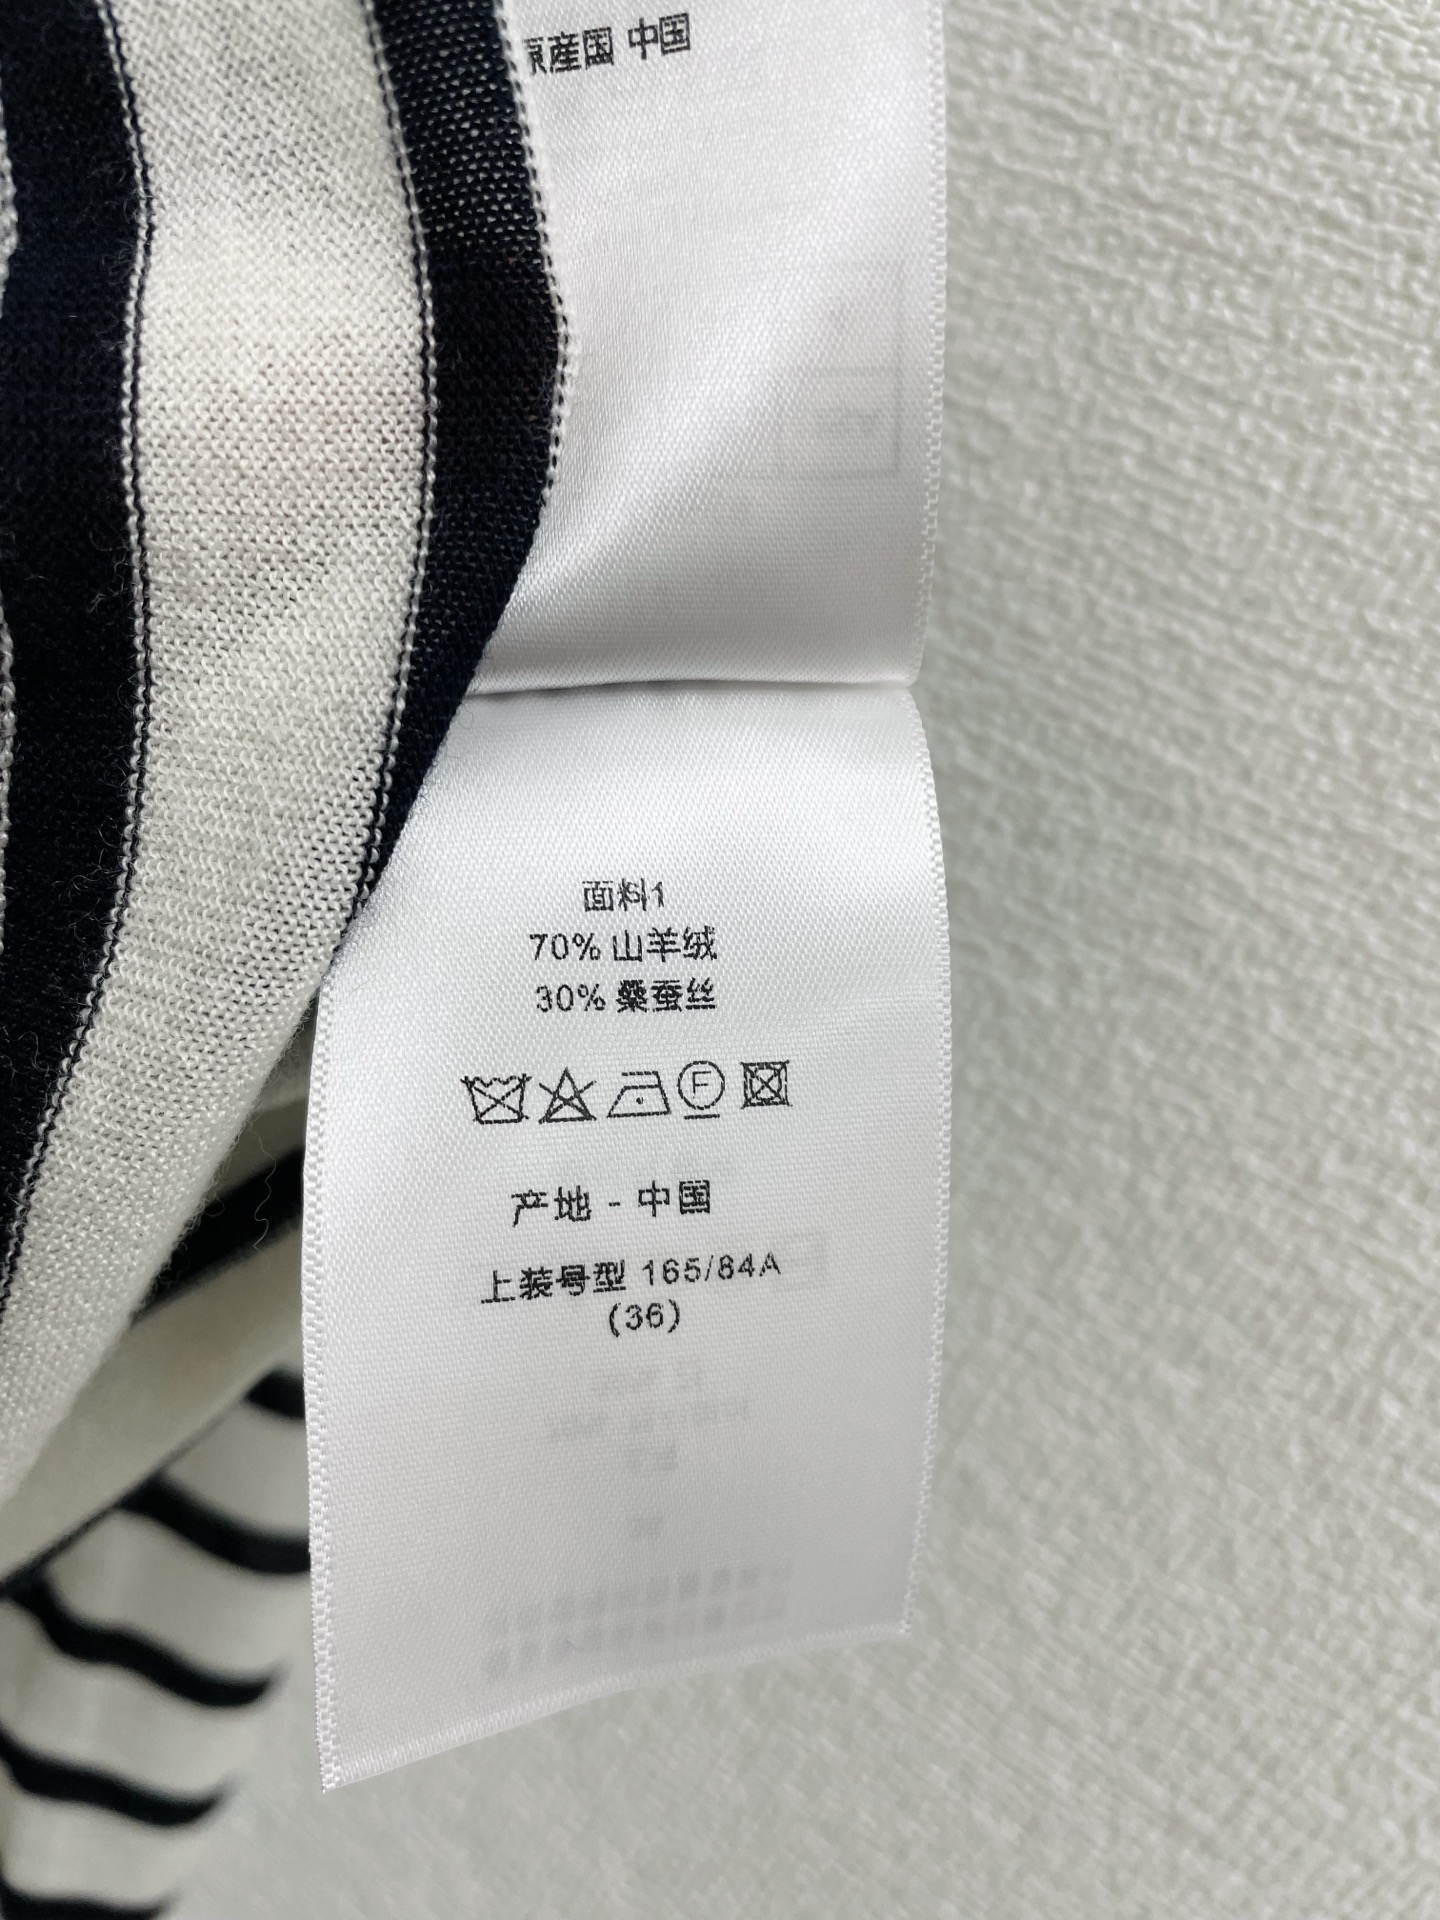 原産国 中国
面料1
70% 山羊绒
30% 桑蚕丝
F
产地 - 中国
上装号型 165/84A
(36)